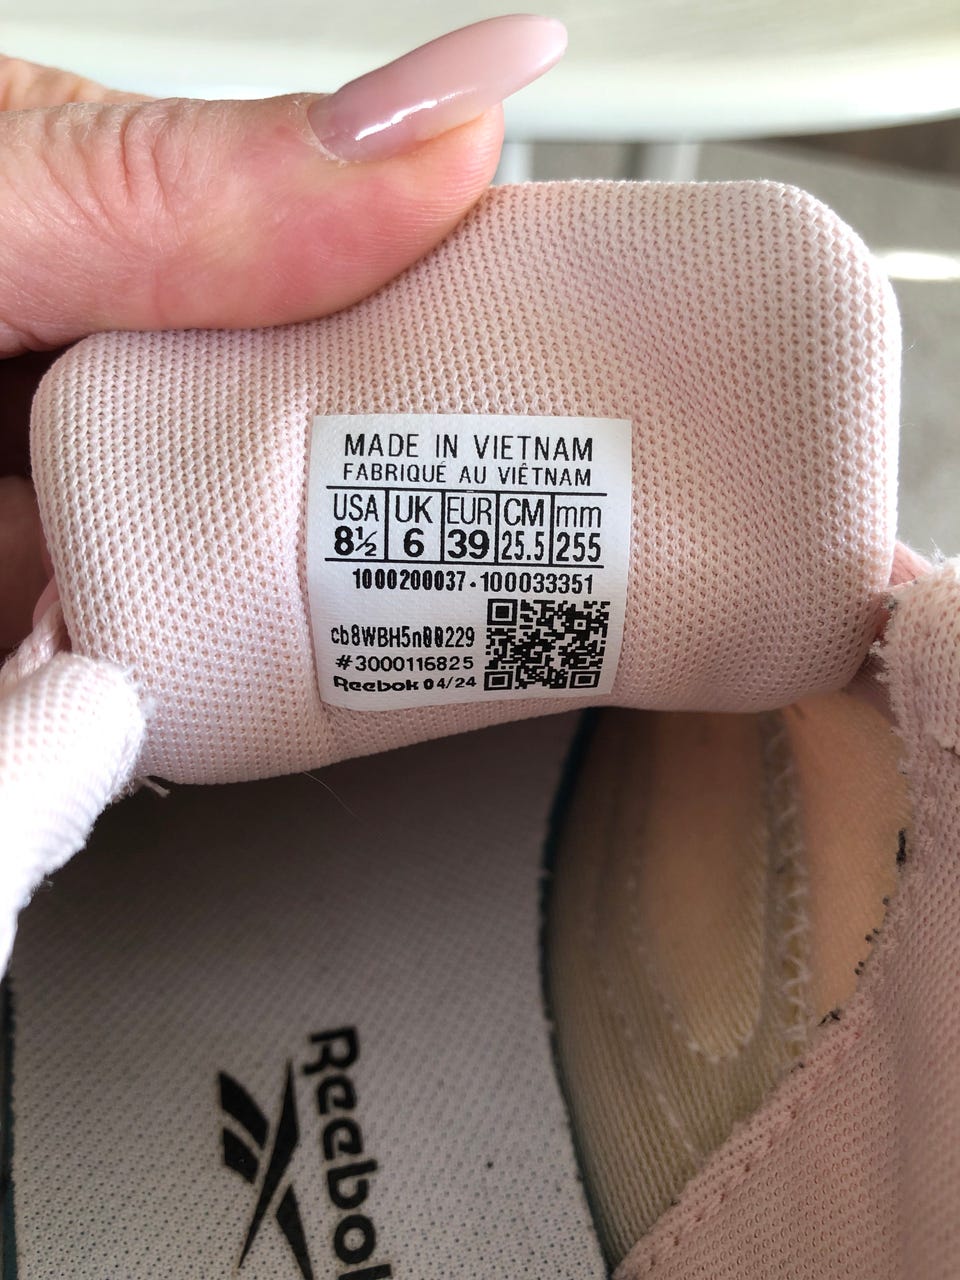 MADE IN VIETNAM
FABRIQUÉ AU VIÊTNAM
USA UK EUR CM mm
8½ 6 39 25.5 255
1000200037-100033351
cb8WBH5n00229
#3000116825
Reebok 04/24
Reebok